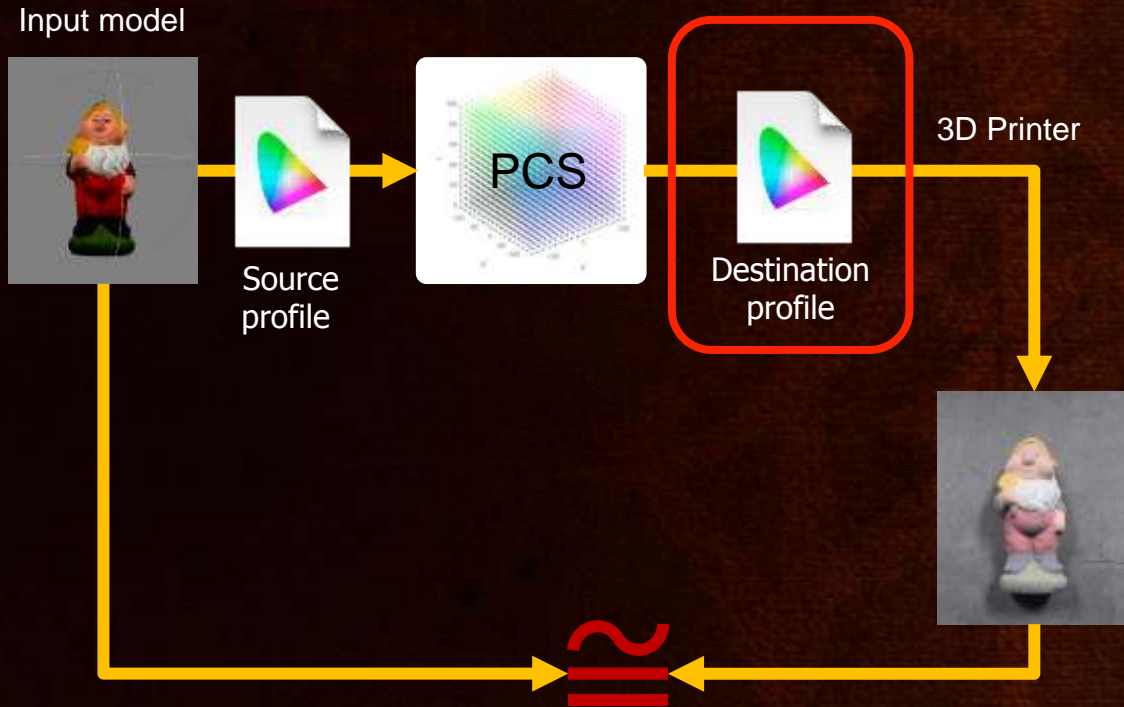 Input model
3D Printer
PCS
Source
profile
Destination
profile